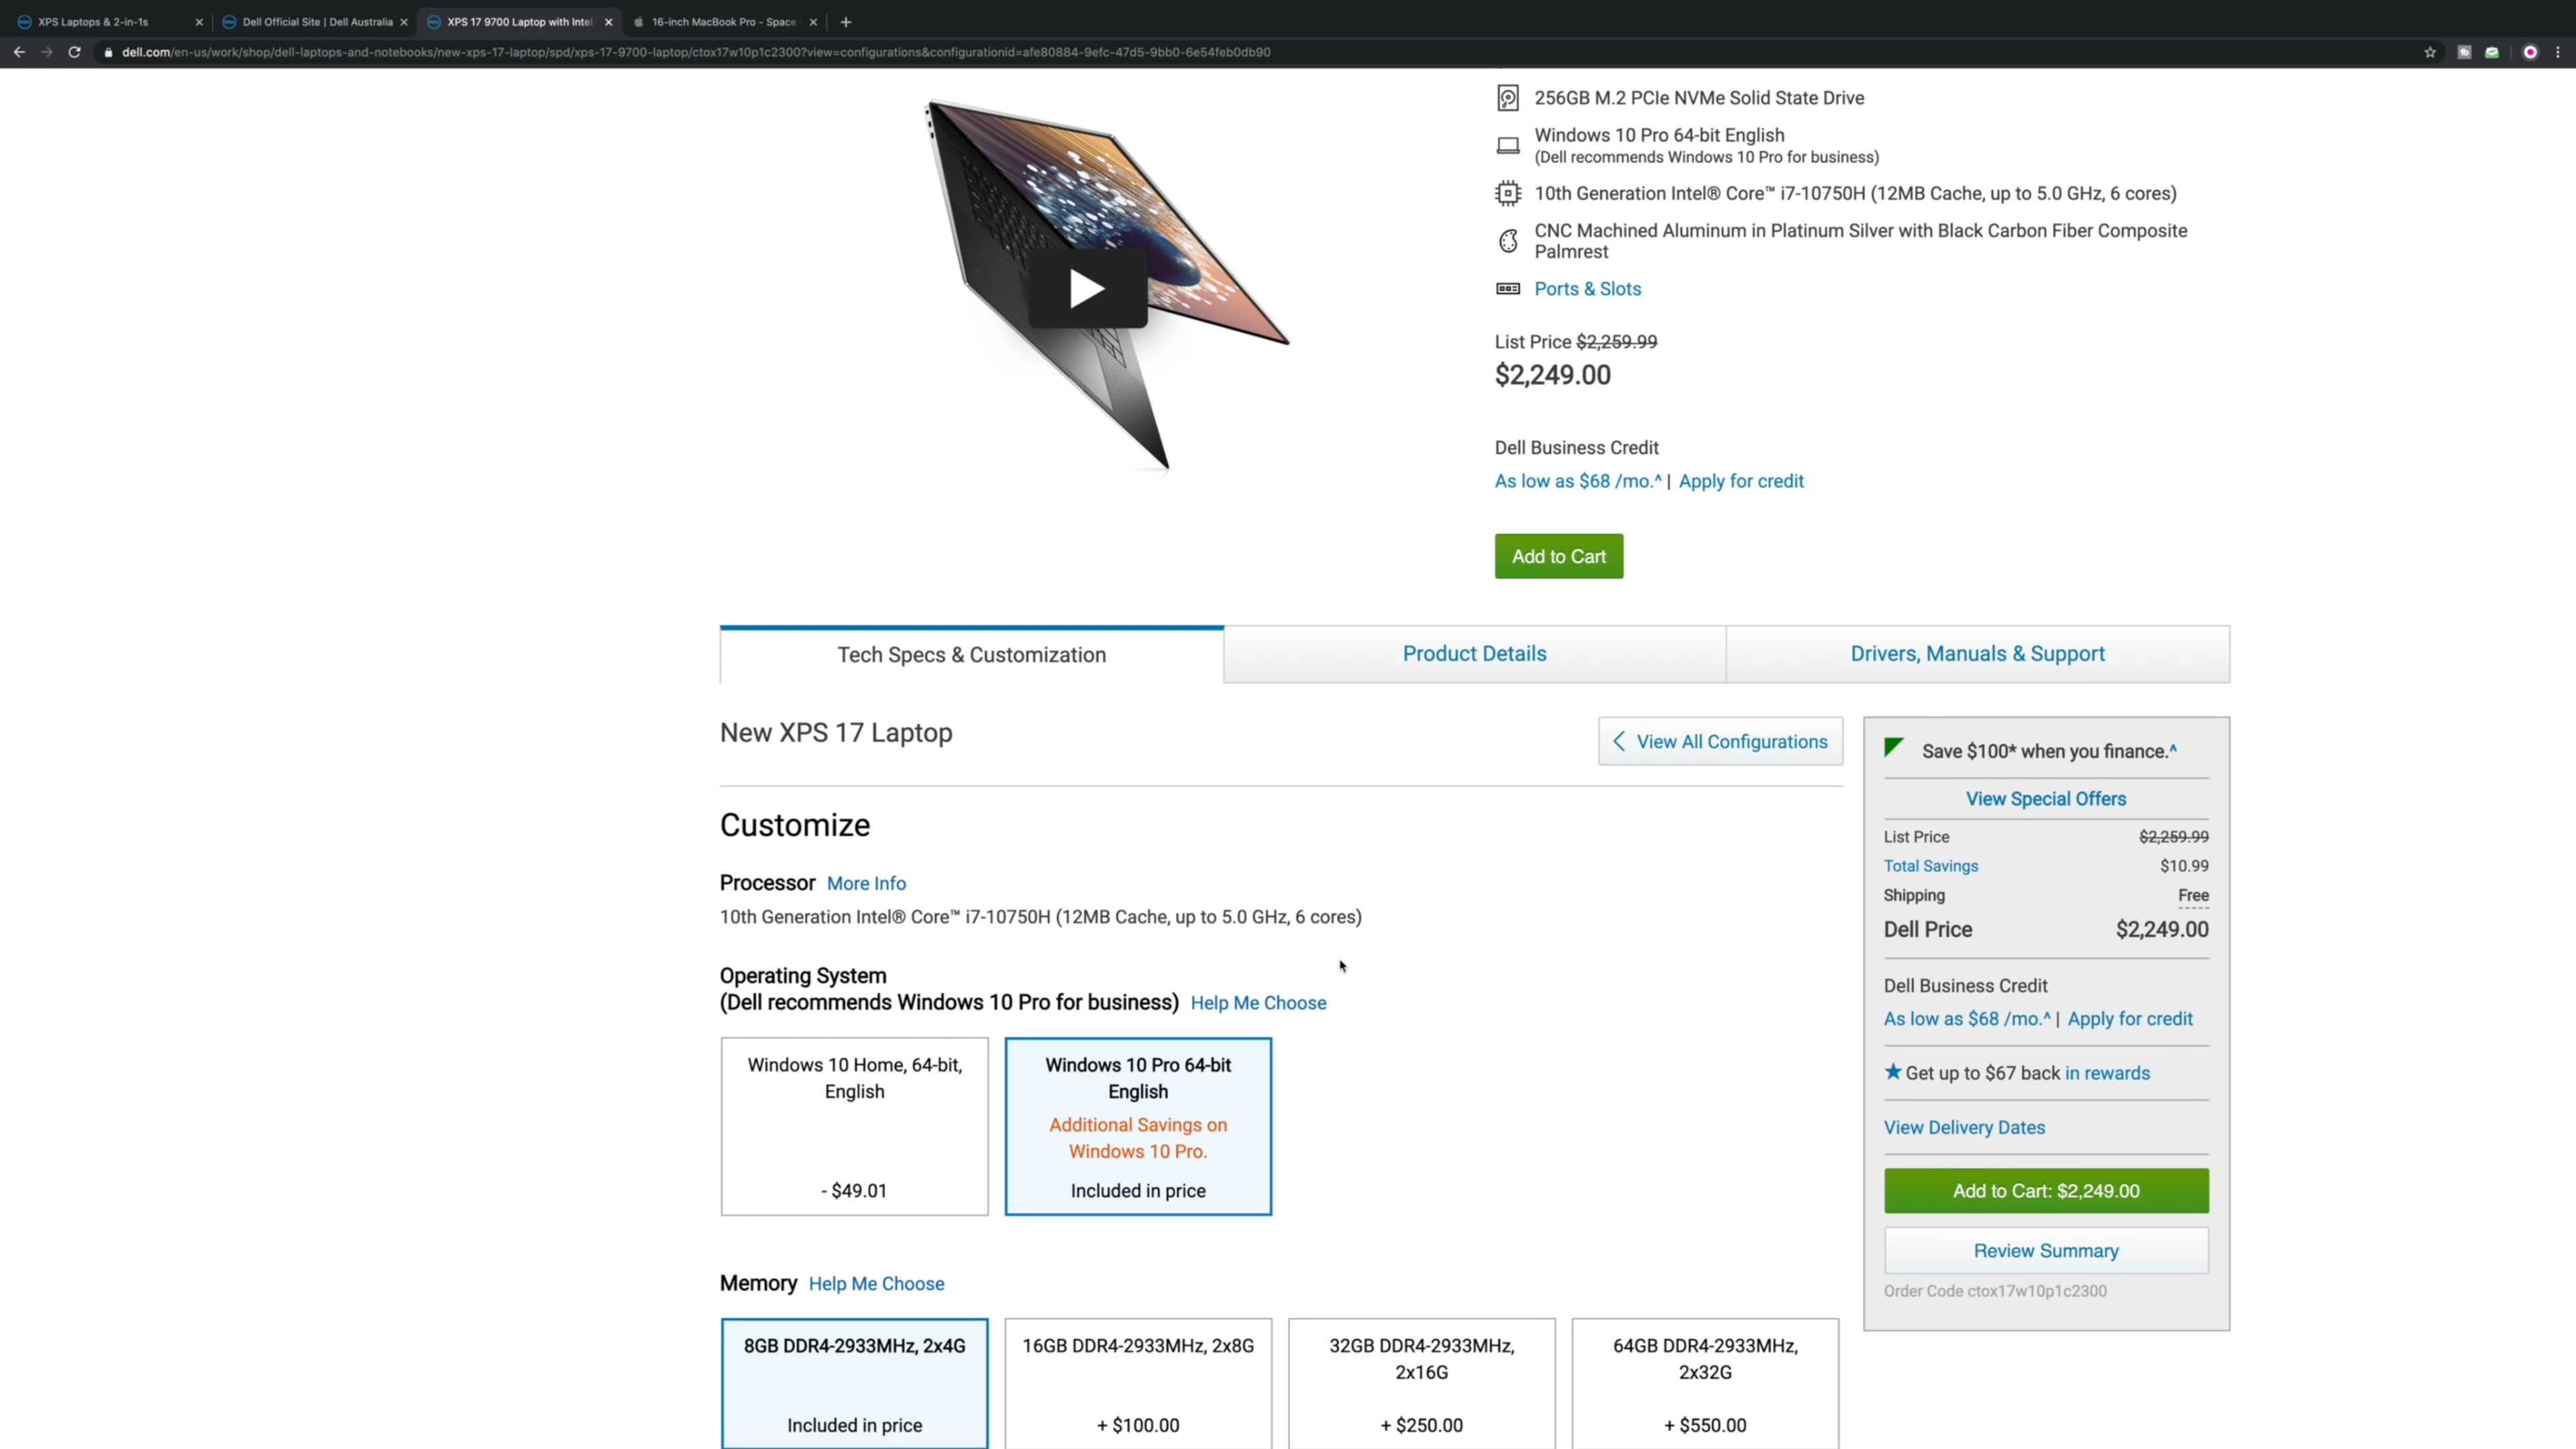 XPS Laptops & 2-in-1s
Dell Official Site | Dell Australia
XPS 17 9700 Laptop with Intel
16-inch MacBook Pro - Space
dell.com/en-us/work/shop/dell-laptops-and-notebooks/new-xps-17-laptop/spd/xps-17-9700-laptop/ctox17w10p1c2300?view=configurations&configurationid=afe80884-9efc-47d5-9bb0-6e54feb0db90
256GB M.2 PCIe NVMe Solid State Drive
Windows 10 Pro 64-bit English
(Dell recommends Windows 10 Pro for business)
10th Generation Intel® Core™ i7-10750H (12MB Cache, up to 5.0 GHz, 6 cores)
CNC Machined Aluminum in Platinum Silver with Black Carbon Fiber Composite
Palmrest
Ports & Slots
List Price $2,259.99
$2,249.00
Dell Business Credit
As low as $68 /mo.^ | Apply for credit
Add to Cart
Tech Specs & Customization
Product Details
Drivers, Manuals & Support
New XPS 17 Laptop
View All Configurations
Customize
Processor More Info
10th Generation Intel® Core™ i7-10750H (12MB Cache, up to 5.0 GHz, 6 cores)
Operating System
(Dell recommends Windows 10 Pro for business) Help Me Choose
Windows 10 Home, 64-bit,
English
- $49.01
Windows 10 Pro 64-bit
English
Additional Savings on
Windows 10 Pro.
Included in price
Memory Help Me Choose
8GB DDR4-2933MHz, 2x4G
Included in price
16GB DDR4-2933MHz, 2x8G
+ $100.00
32GB DDR4-2933MHz,
2x16G
+ $250.00
64GB DDR4-2933MHz,
2x32G
+ $550.00
Save $100* when you finance.^
View Special Offers
List Price $2,259.99
Total Savings $10.99
Shipping Free
Dell Price $2,249.00
Dell Business Credit
As low as $68 /mo.^ | Apply for credit
Get up to $67 back in rewards
View Delivery Dates
Add to Cart: $2,249.00
Review Summary
Order Code ctox17w10p1c2300